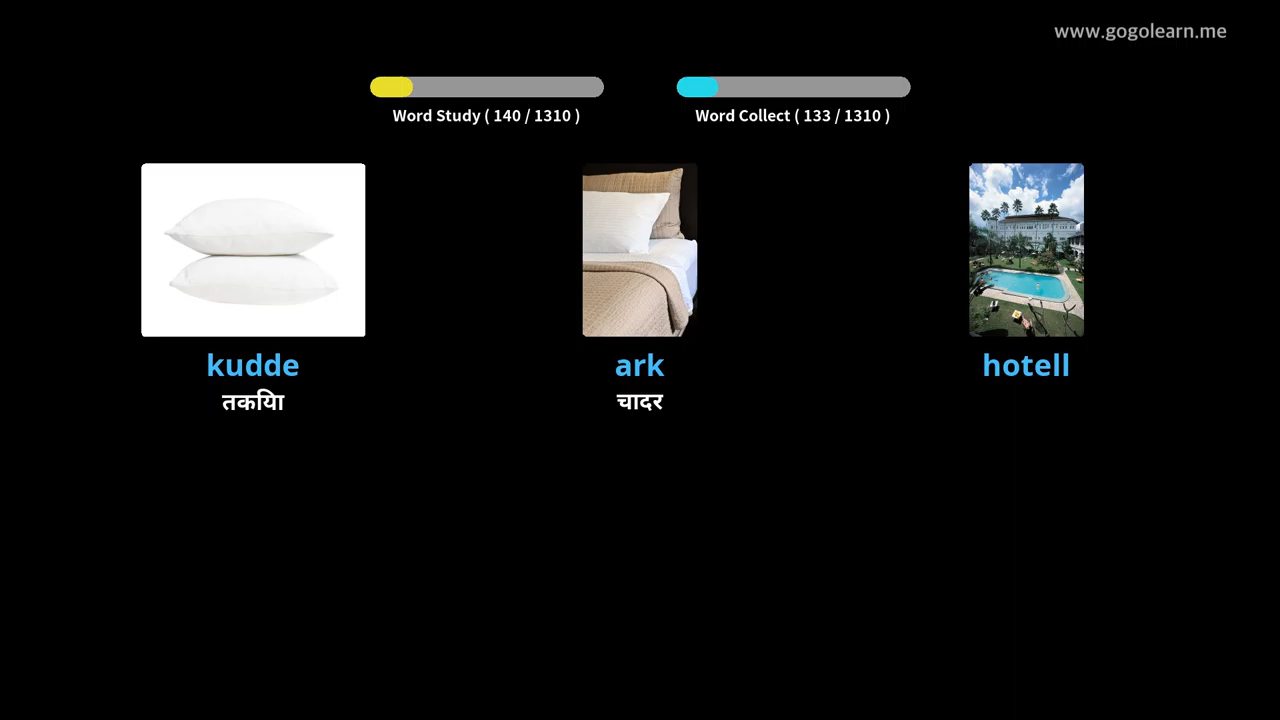 www.gogolearn.me
Word Study ( 140 / 1310 )
Word Collect ( 133 / 1310 )
kudde
तकिया
ark
चादर
hotell